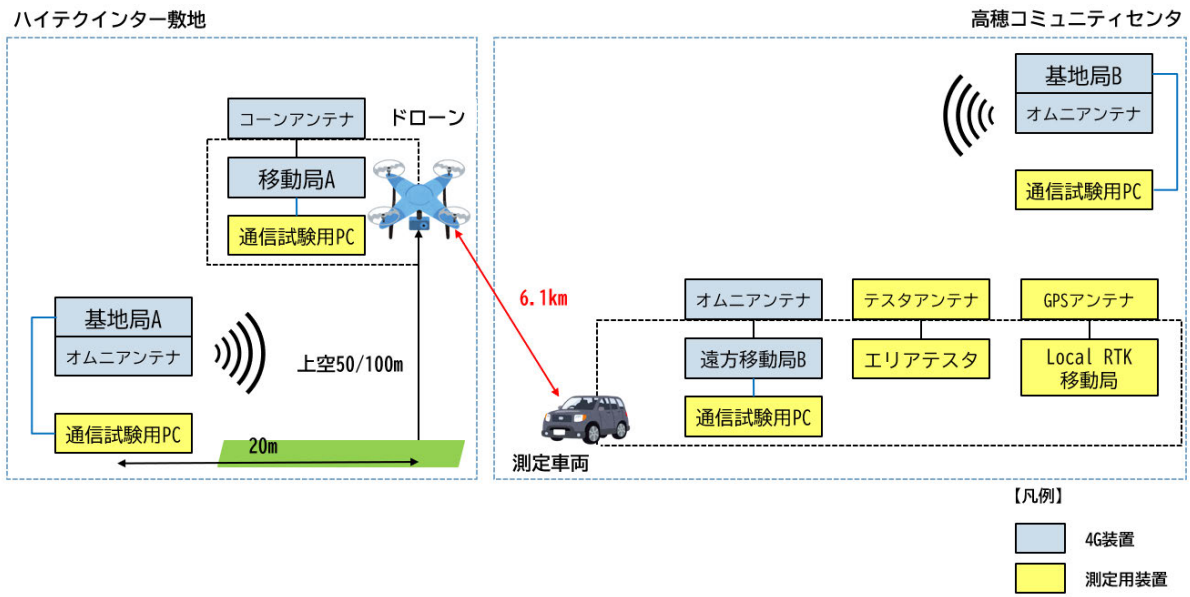 ハイテクインター敷地
高穂コミュニティセンタ
コーンアンテナ
ドローン
移動局A
通信試験用PC
基地局A
オムニアンテナ
通信試験用PC
上空50/100m
20m
6.1km
基地局B
オムニアンテナ
通信試験用PC
オムニアンテナ
テスタアンテナ
GPSアンテナ
遠方移動局B
エリアテスタ
Local RTK
移動局
通信試験用PC
測定車両
【凡例】
4G装置
測定用装置